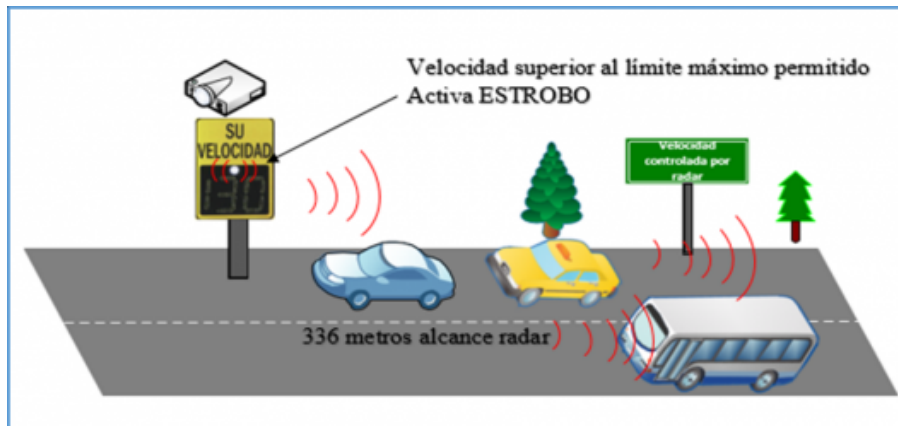 Velocidad superior al límite máximo permitido
Activa ESTROBO
SU
VELOCIDAD
130
Velocidad
controlada por
radar
336 metros alcance radar